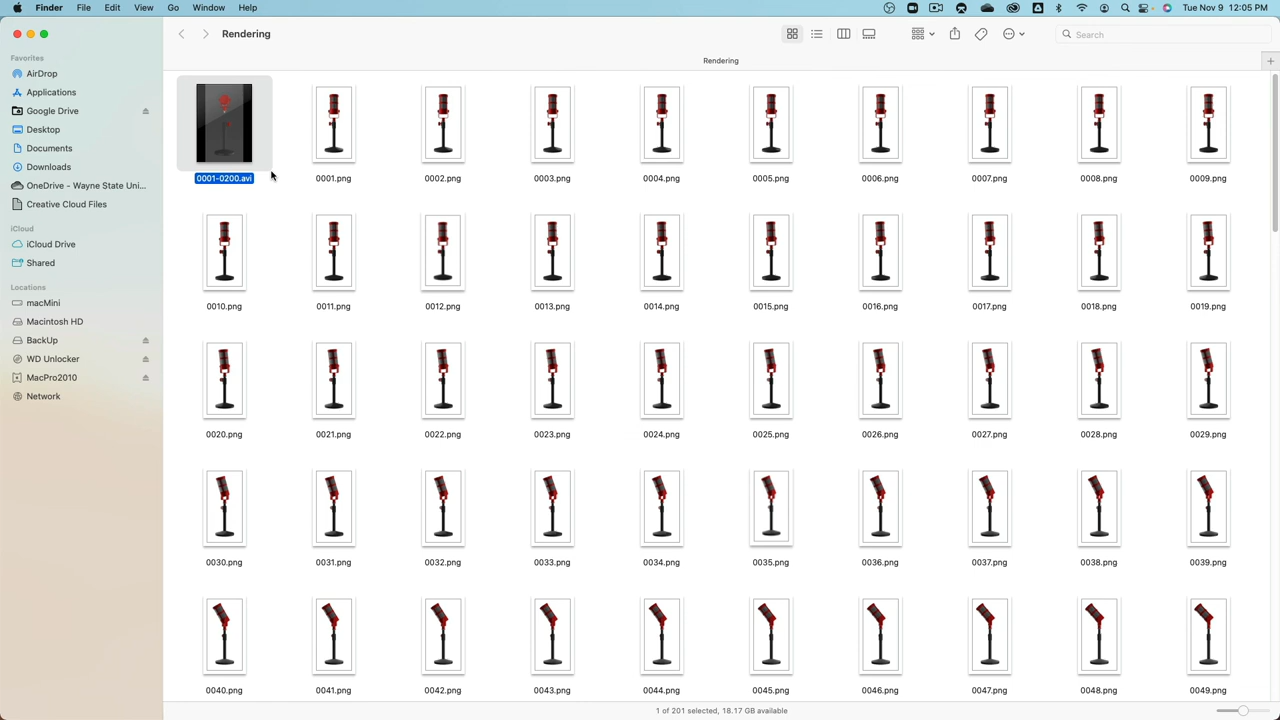 Finder File Edit View Go Window Help Tue Nov 9 12:05 PM
Rendering Search
Rendering
Favorites
AirDrop
Applications
Google Drive
Desktop
Documents
Downloads
OneDrive - Wayne State Uni...
Creative Cloud Files
iCloud
iCloud Drive
Shared
Locations
macMini
Macintosh HD
BackUp
WD Unlocker
MacPro2010
Network
0001-0200.avi 0001.png 0002.png 0003.png 0004.png 0005.png 0006.png 0007.png 0008.png 0009.png
0010.png 0011.png 0012.png 0013.png 0014.png 0015.png 0016.png 0017.png 0018.png 0019.png
0020.png 0021.png 0022.png 0023.png 0024.png 0025.png 0026.png 0027.png 0028.png 0029.png
0030.png 0031.png 0032.png 0033.png 0034.png 0035.png 0036.png 0037.png 0038.png 0039.png
0040.png 0041.png 0042.png 0043.png 0044.png 0045.png 0046.png 0047.png 0048.png 0049.png
1 of 201 selected, 18.17 GB available